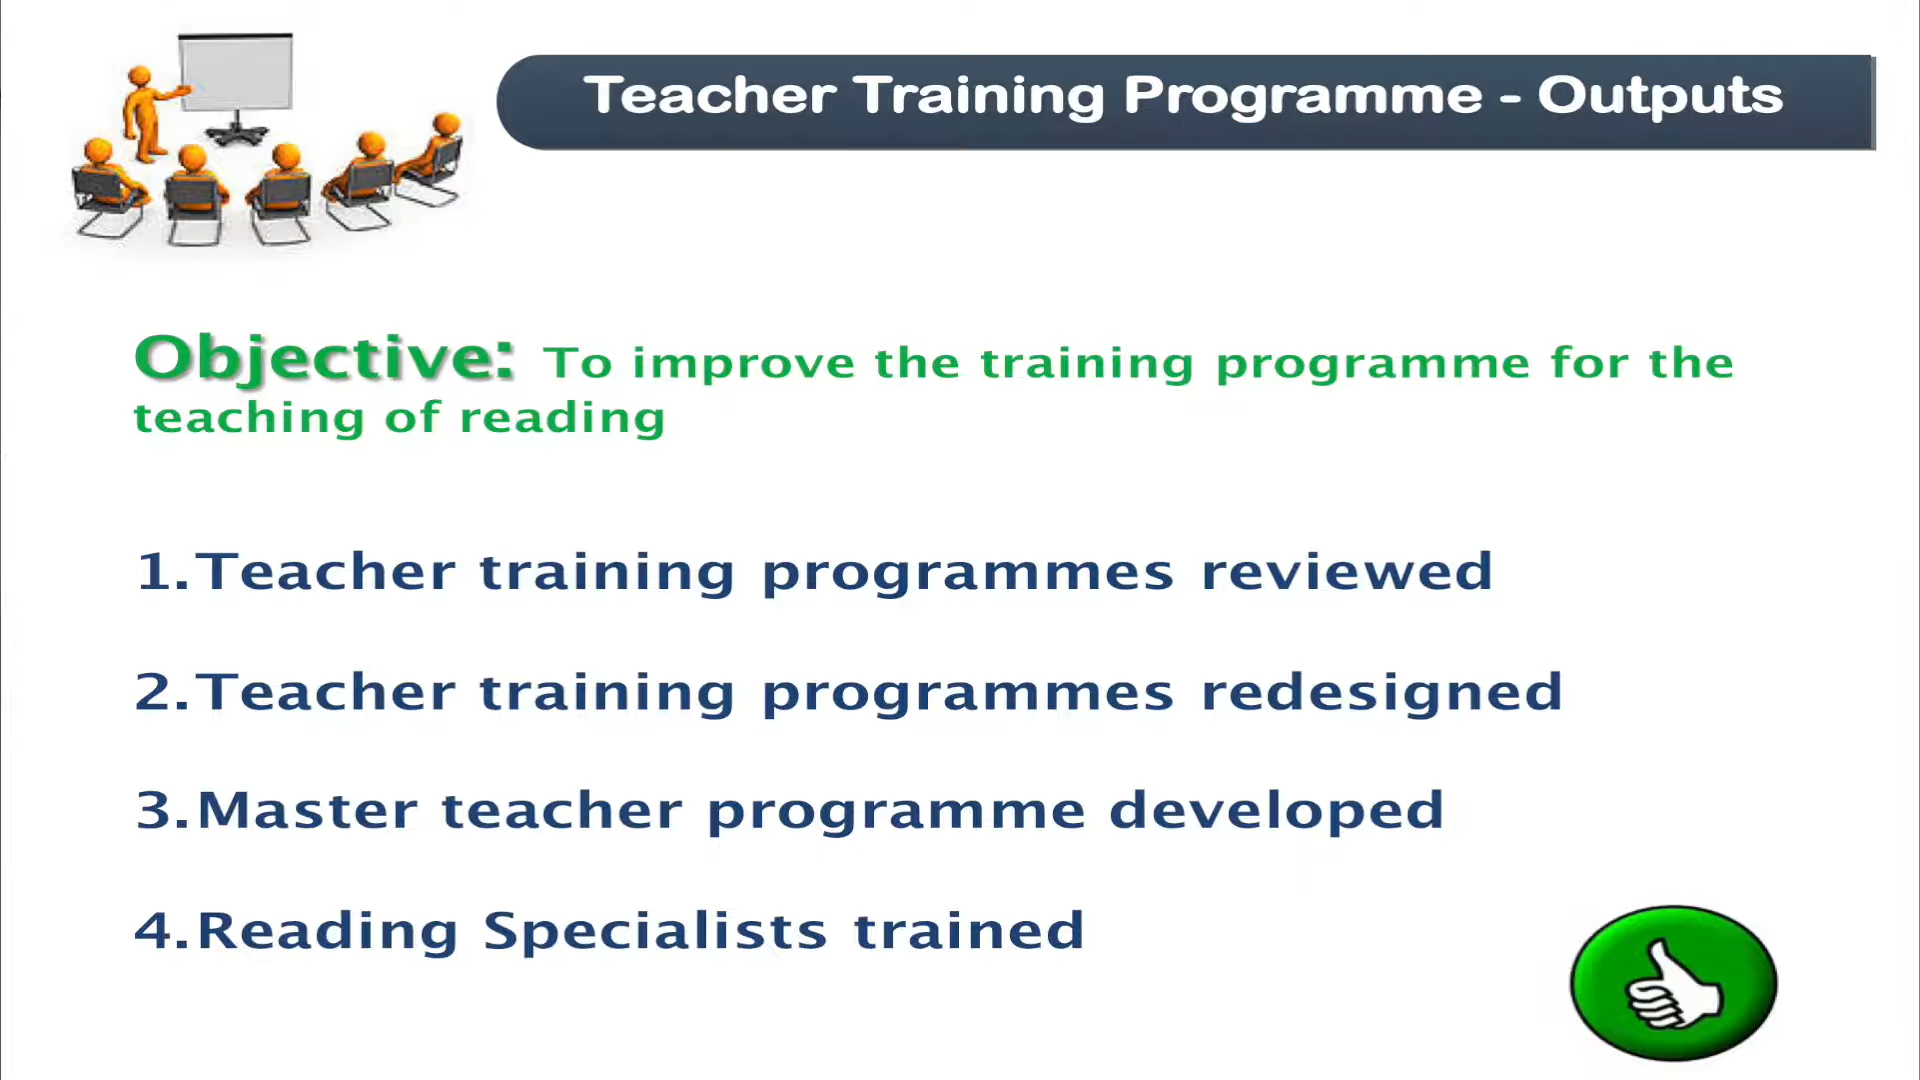 Teacher Training Programme - Outputs
Objective: To improve the training programme for the
teaching of reading
1.Teacher training programmes reviewed
2.Teacher training programmes redesigned
3.Master teacher programme developed
4.Reading Specialists trained